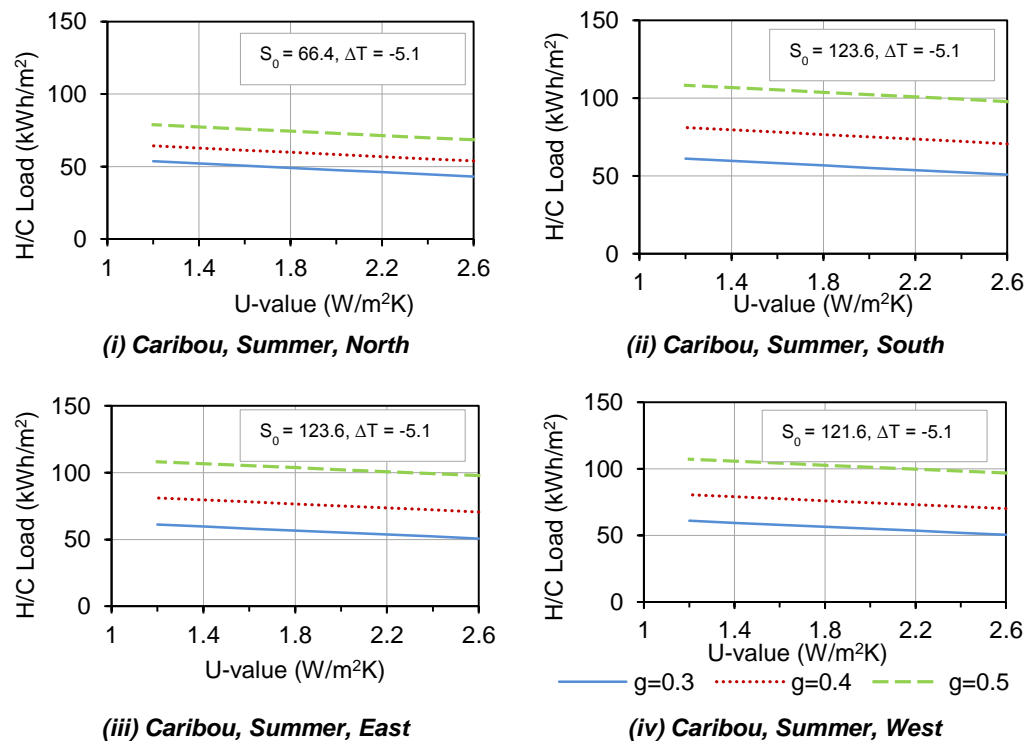 150
100
50
0
H/C Load (kWh/m²)
S₀ = 66.4, ΔT = -5.1
1 1.4 1.8 2.2 2.6
U-value (W/m²K)
(i) Caribou, Summer, North
150
100
50
0
H/C Load (kWh/m²)
S₀ = 123.6, ΔT = -5.1
1 1.4 1.8 2.2 2.6
U-value (W/m²K)
(ii) Caribou, Summer, South
150
100
50
0
H/C Load (kWh/m²)
S₀ = 123.6, ΔT = -5.1
1 1.4 1.8 2.2 2.6
U-value (W/m²K)
(iii) Caribou, Summer, East
150
100
50
0
H/C Load (kWh/m²)
S₀ = 121.6, ΔT = -5.1
1 1.4 1.8 2.2 2.6
U-value (W/m²K)
g=0.3 g=0.4 g=0.5
(iv) Caribou, Summer, West